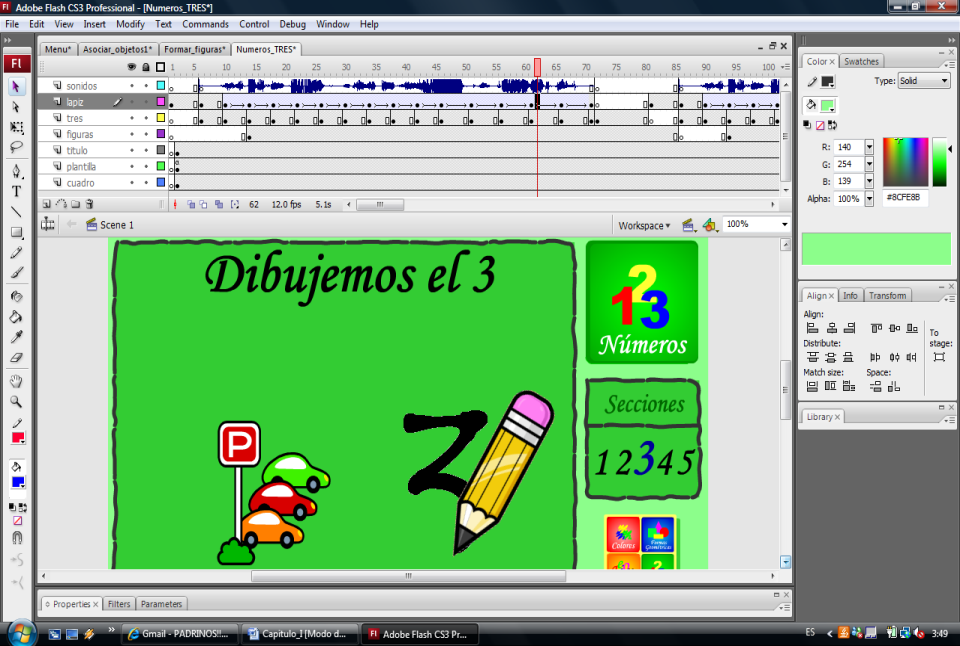 Adobe Flash CS3 Professional - [Numeros_TRES*]
File Edit View Insert Modify Text Commands Control Debug Window Help
Menu* Asociar_objetos1* Formar_figuras* Numeros_TRES*
1 5 10 15 20 25 30 35 40 45 50 55 60 65 70 75 80 85 90 95 100
sonidos
lapiz
tres
figuras
titulo
plantilla
cuadro
62 12.0 fps 5.1s
Scene 1 Workspace 100%
Dibujemos el 3
P
123
Números
Secciones
1 2 3 4 5
Colores Formas Geométricas
Properties × Filters Parameters
Color × Swatches
Type: Solid
R: 140
G: 254
B: 139
Alpha: 100% #8CFE8B
Align × Info Transform
Align:
To stage:
Distribute:
Match size: Space:
Library ×
Gmail - PADRINOS!!... Capitulo_I [Modo d... Adobe Flash CS3 Pr... ES 3:49